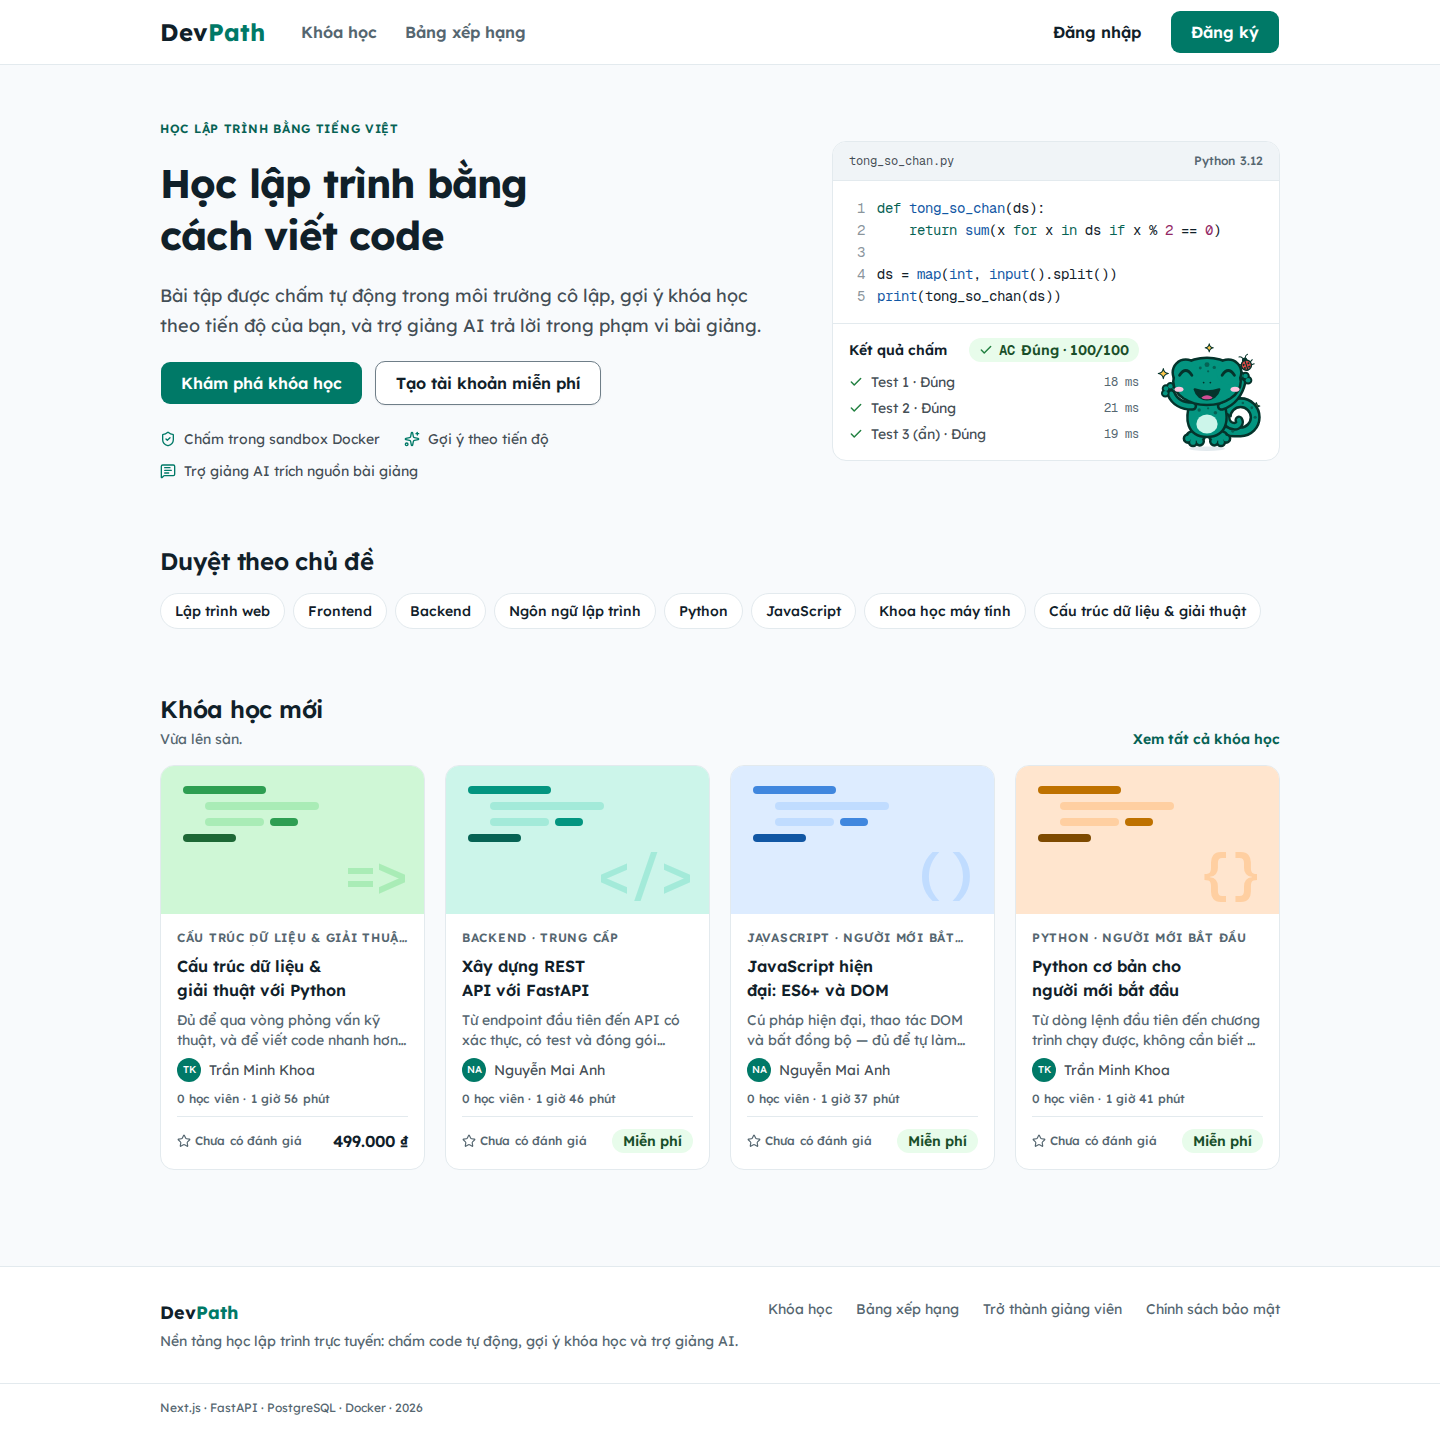 DevPath Khóa học Bảng xếp hạng Đăng nhập Đăng ký
HỌC LẬP TRÌNH BẰNG TIẾNG VIỆT
Học lập trình bằng
cách viết code
Bài tập được chấm tự động trong môi trường cô lập, gợi ý khóa học
theo tiến độ của bạn, và trợ giảng AI trả lời trong phạm vi bài giảng.
Khám phá khóa học Tạo tài khoản miễn phí
Chấm trong sandbox Docker Gợi ý theo tiến độ
Trợ giảng AI trích nguồn bài giảng
tong_so_chan.py Python 3.12
1 def tong_so_chan(ds):
2 return sum(x for x in ds if x % 2 == 0)
3
4 ds = map(int, input().split())
5 print(tong_so_chan(ds))
Kết quả chấm AC Đúng · 100/100
Test 1 · Đúng 18 ms
Test 2 · Đúng 21 ms
Test 3 (ẩn) · Đúng 19 ms
Duyệt theo chủ đề
Lập trình web Frontend Backend Ngôn ngữ lập trình Python JavaScript Khoa học máy tính Cấu trúc dữ liệu & giải thuật
Khóa học mới
Vừa lên sàn. Xem tất cả khóa học
=>
CẤU TRÚC DỮ LIỆU & GIẢI THUẬ…
Cấu trúc dữ liệu &
giải thuật với Python
Đủ để qua vòng phỏng vấn kỹ
thuật, và để viết code nhanh hơn…
TK Trần Minh Khoa
0 học viên · 1 giờ 56 phút
Chưa có đánh giá 499.000 ₫
</>
BACKEND · TRUNG CẤP
Xây dựng REST
API với FastAPI
Từ endpoint đầu tiên đến API có
xác thực, có test và đóng gói…
NA Nguyễn Mai Anh
0 học viên · 1 giờ 46 phút
Chưa có đánh giá Miễn phí
()
JAVASCRIPT · NGƯỜI MỚI BẮT…
JavaScript hiện
đại: ES6+ và DOM
Cú pháp hiện đại, thao tác DOM
và bất đồng bộ — đủ để tự làm…
NA Nguyễn Mai Anh
0 học viên · 1 giờ 37 phút
Chưa có đánh giá Miễn phí
{}
PYTHON · NGƯỜI MỚI BẮT ĐẦU
Python cơ bản cho
người mới bắt đầu
Từ dòng lệnh đầu tiên đến chương
trình chạy được, không cần biết …
TK Trần Minh Khoa
0 học viên · 1 giờ 41 phút
Chưa có đánh giá Miễn phí
DevPath
Nền tảng học lập trình trực tuyến: chấm code tự động, gợi ý khóa học và trợ giảng AI.
Khóa học Bảng xếp hạng Trở thành giảng viên Chính sách bảo mật
Next.js · FastAPI · PostgreSQL · Docker · 2026